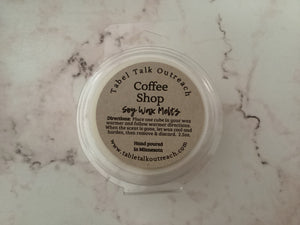 Tabel Talk Outreach
Coffee
Shop
Soy Wax Melts
Directions: Place one cube in your wax
warmer and follow warmer directions.
When the scent is gone, let wax cool and
harden, then remove & discard. 2.5oz.
Hand poured
in Minnesota
www.tabletalkoutreach.com